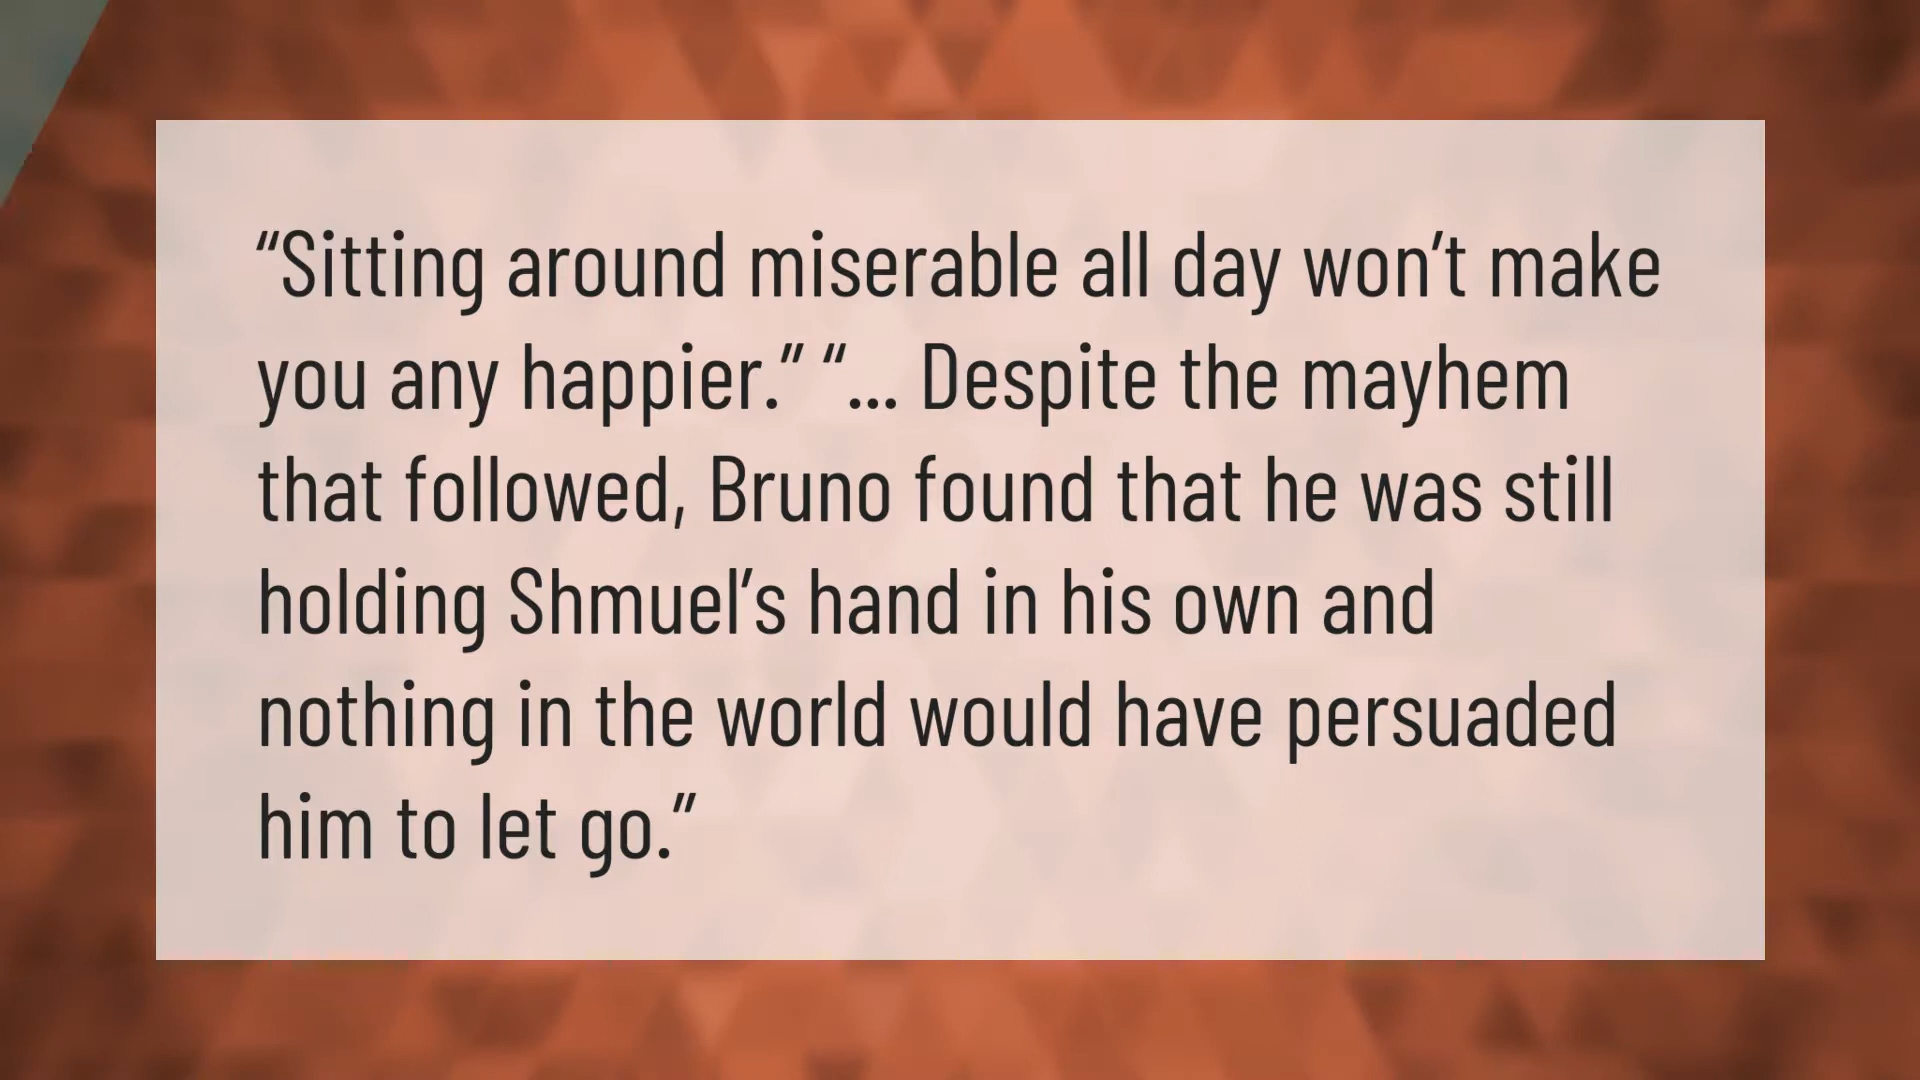 “Sitting around miserable all day won’t make
you any happier.” “... Despite the mayhem
that followed, Bruno found that he was still
holding Shmuel’s hand in his own and
nothing in the world would have persuaded
him to let go.”